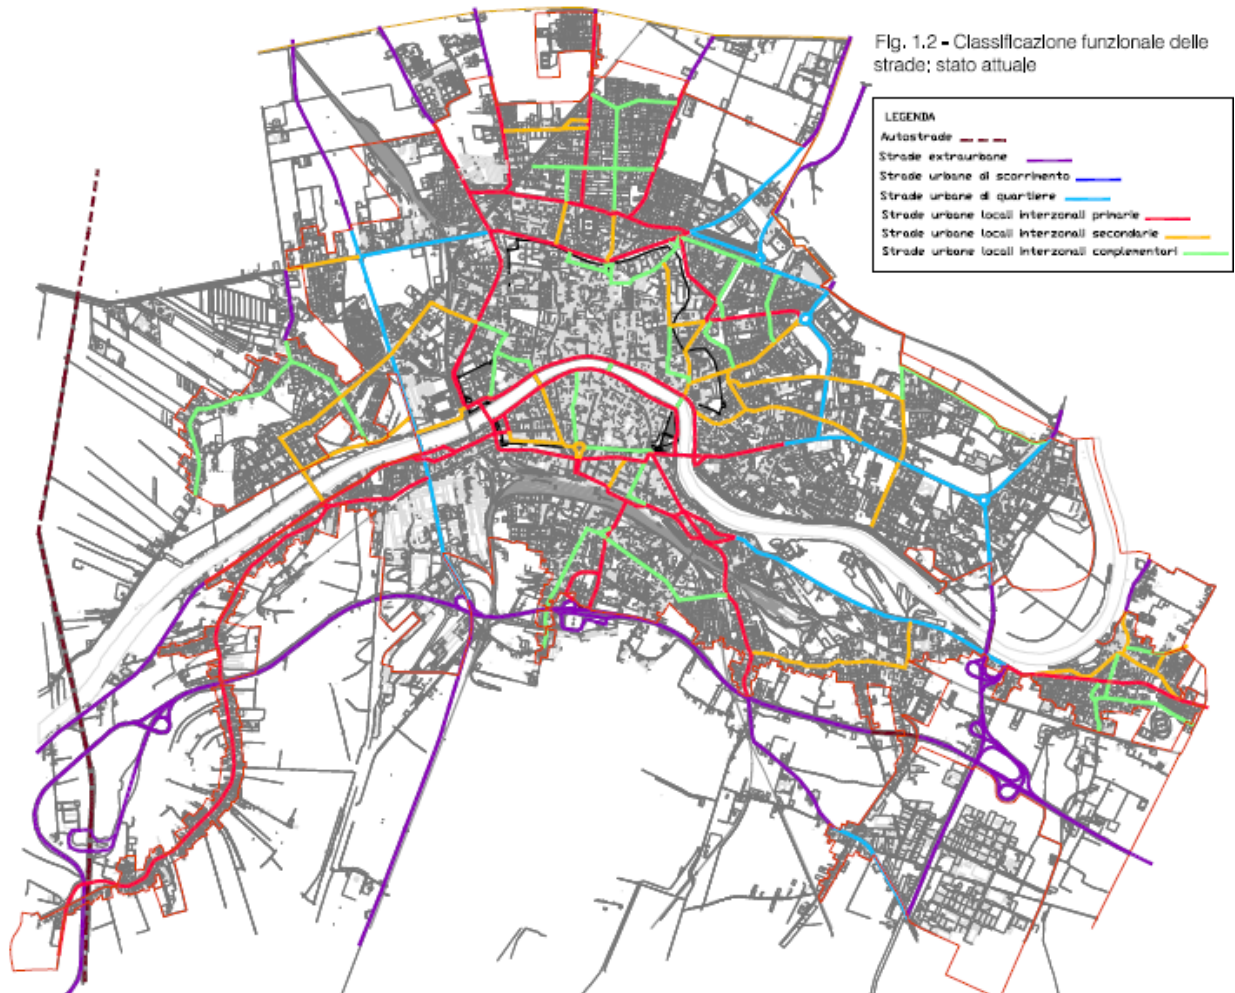 Fig. 1.2 - Classificazione funzionale delle
strade; stato attuale
LEGENDA
Autostrade
Strade extraurbane
Strade urbane di scorrimento
Strade urbane di quartiere
Strade urbane locali interzonali primarie
Strade urbane locali interzonali secondarie
Strade urbane locali interzonali complementari